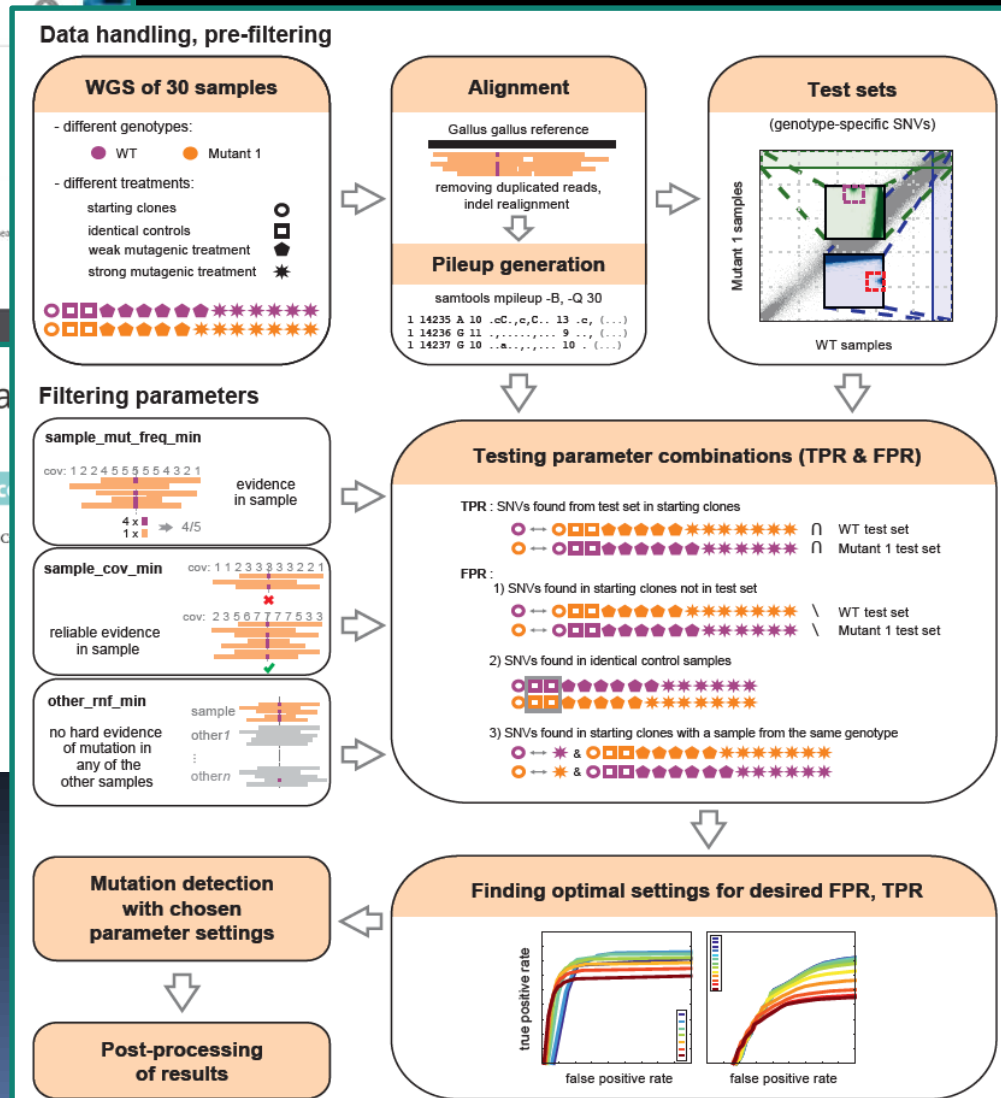 Data handling, pre-filtering
WGS of 30 samples
- different genotypes:
WT Mutant 1
- different treatments:
starting clones
identical controls
weak mutagenic treatment
strong mutagenic treatment
Alignment
Gallus gallus reference
removing duplicated reads,
indel realignment
Pileup generation
samtools mpileup -B, -Q 30
1 14235 A 10 .cC.,c,C.. 13 .c, (...)
1 14236 G 11 .,.....,... 9 .., (...)
1 14237 G 10 ..a..,.,... 10 . (...)
Test sets
(genotype-specific SNVs)
Mutant 1 samples
WT samples
Filtering parameters
sample_mut_freq_min
cov: 1 2 2 4 5 5 5 5 5 5 4 3 2 1
evidence
in sample
4 x
1 x
4/5
sample_cov_min
cov: 1 1 2 3 3 3 3 3 2 2 1
reliable evidence
in sample
cov: 2 3 5 6 7 7 7 7 5 3 3
other_rnf_min
no hard evidence
of mutation in
any of the
other samples
sample
other1
⋮
othern
Testing parameter combinations (TPR & FPR)
TPR : SNVs found from test set in starting clones
∩ WT test set
∩ Mutant 1 test set
FPR :
1) SNVs found in starting clones not in test set
\ WT test set
\ Mutant 1 test set
2) SNVs found in identical control samples
3) SNVs found in starting clones with a sample from the same genotype
&
&
Finding optimal settings for desired FPR, TPR
true positive rate
false positive rate
false positive rate
Mutation detection
with chosen
parameter settings
Post-processing
of results